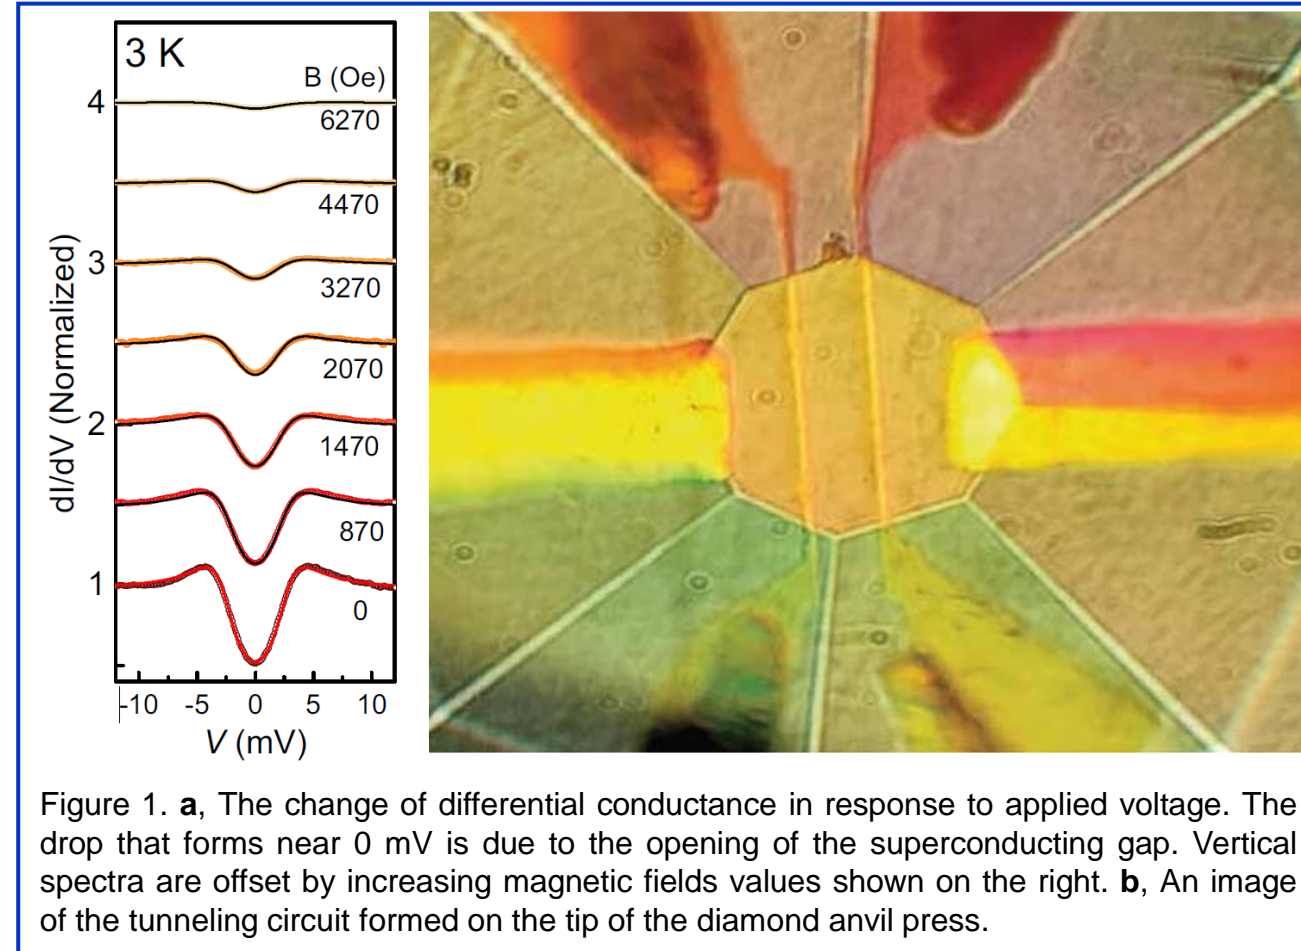 3 K
B (Oe)
4
6270
4470
3
3270
2070
2
1470
870
1
0
dI/dV (Normalized)
-10 -5 0 5 10
V (mV)
Figure 1. a, The change of differential conductance in response to applied voltage. The
drop that forms near 0 mV is due to the opening of the superconducting gap. Vertical
spectra are offset by increasing magnetic fields values shown on the right. b, An image
of the tunneling circuit formed on the tip of the diamond anvil press.